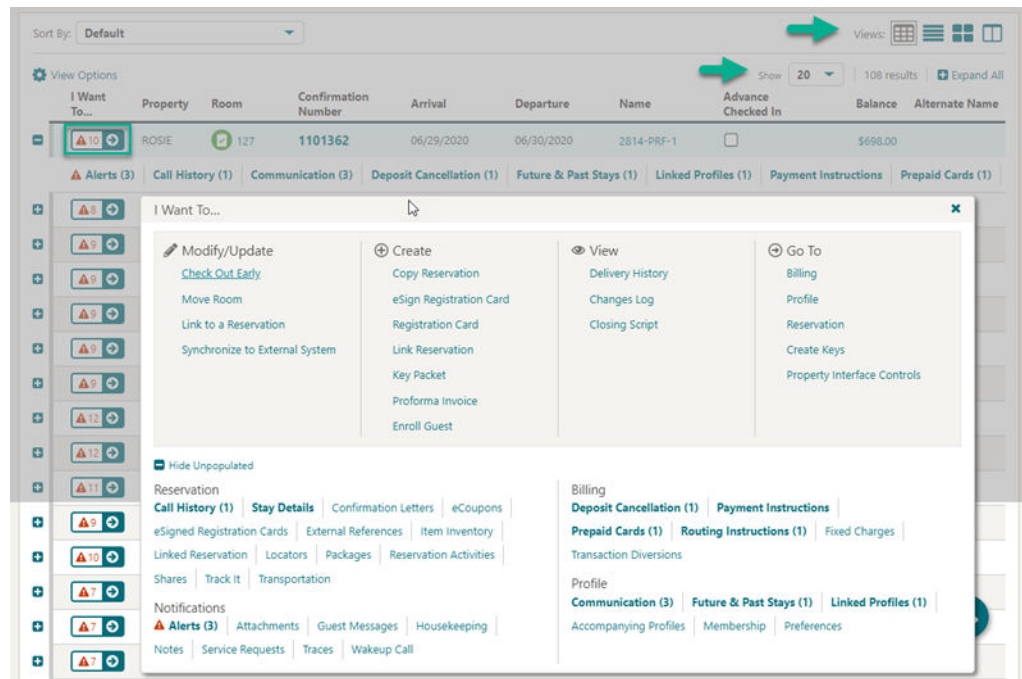 Sort By: Default
Views:
View Options
Show 20 108 results Expand All
I Want To... Property Room Confirmation Number Arrival Departure Name Advance Checked In Balance Alternate Name
10 ROSIE 127 1101362 06/29/2020 06/30/2020 2814-PRF-1 $698.00
Alerts (3) Call History (1) Communication (3) Deposit Cancellation (1) Future & Past Stays (1) Linked Profiles (1) Payment Instructions Prepaid Cards (1)
8
9
9
9
9
9
12
12
11
9
10
7
7
7
I Want To...
Modify/Update
Check Out Early
Move Room
Link to a Reservation
Synchronize to External System
Create
Copy Reservation
eSign Registration Card
Registration Card
Link Reservation
Key Packet
Proforma Invoice
Enroll Guest
View
Delivery History
Changes Log
Closing Script
Go To
Billing
Profile
Reservation
Create Keys
Property Interface Controls
Hide Unpopulated
Reservation
Call History (1) Stay Details Confirmation Letters eCoupons
eSigned Registration Cards External References Item Inventory
Linked Reservation Locators Packages Reservation Activities
Shares Track It Transportation
Notifications
Alerts (3) Attachments Guest Messages Housekeeping
Notes Service Requests Traces Wakeup Call
Billing
Deposit Cancellation (1) Payment Instructions
Prepaid Cards (1) Routing Instructions (1) Fixed Charges
Transaction Diversions
Profile
Communication (3) Future & Past Stays (1) Linked Profiles (1)
Accompanying Profiles Membership Preferences